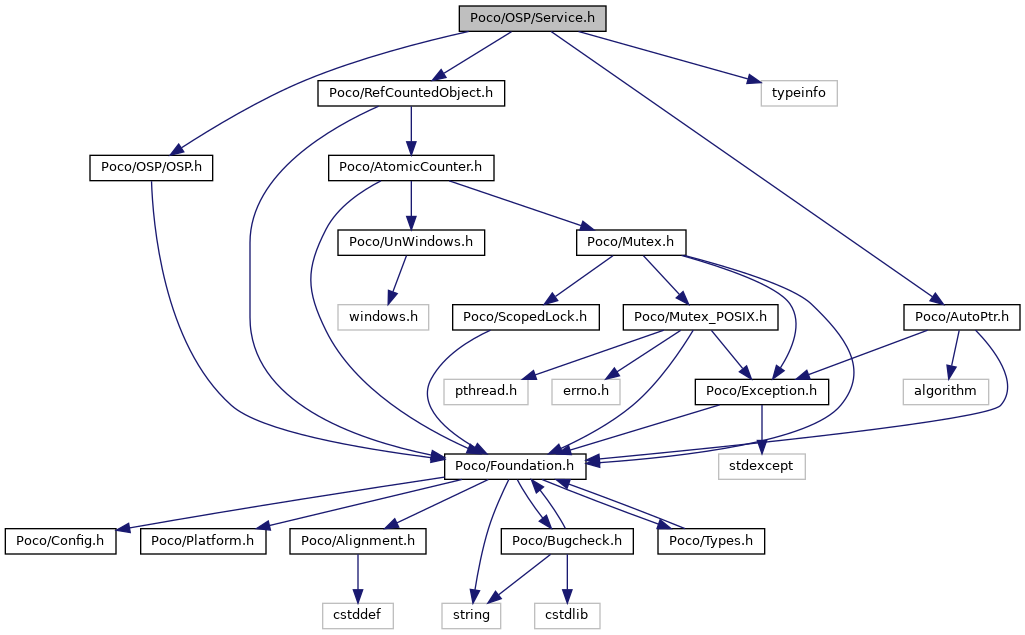 Poco/OSP/Service.h
Poco/RefCountedObject.h
typeinfo
Poco/OSP/OSP.h
Poco/AtomicCounter.h
Poco/UnWindows.h
Poco/Mutex.h
windows.h
Poco/ScopedLock.h
Poco/Mutex_POSIX.h
Poco/AutoPtr.h
pthread.h
errno.h
Poco/Exception.h
algorithm
Poco/Foundation.h
stdexcept
Poco/Config.h
Poco/Platform.h
Poco/Alignment.h
Poco/Bugcheck.h
Poco/Types.h
cstddef
string
cstdlib